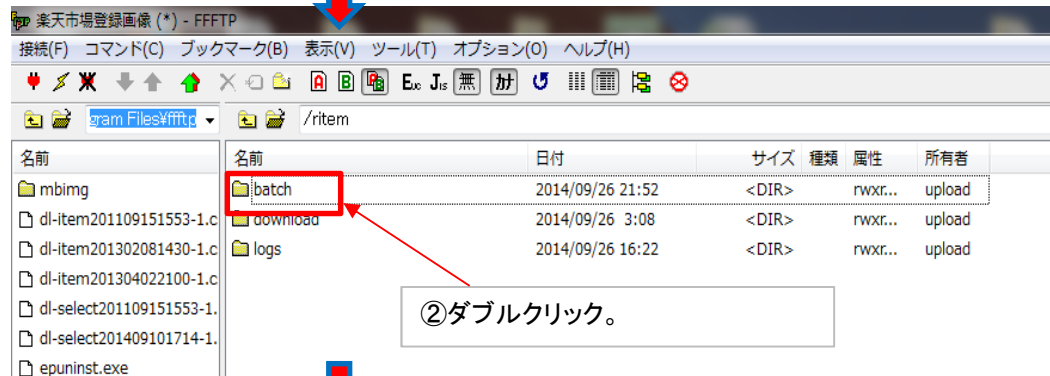 楽天市場登録画像 (*) - FFFTP
接続(F) コマンド(C) ブックマーク(B) 表示(V) ツール(T) オプション(O) ヘルプ(H)
A B Euc JIS 無 カナ
gram Files¥ffftp /ritem
名前 名前 日付 サイズ 種類 属性 所有者
mbimg batch 2014/09/26 21:52 <DIR> rwxr... upload
dl-item201109151553-1.c download 2014/09/26 3:08 <DIR> rwxr... upload
dl-item201302081430-1.c logs 2014/09/26 16:22 <DIR> rwxr... upload
dl-item201304022100-1.c
dl-select201109151553-1.
②ダブルクリック。
dl-select201409101714-1.
epuninst.exe